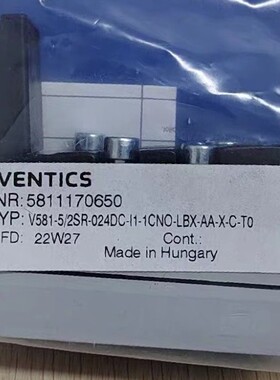 VENTICS
NR: 5811170650
YP: V581-5/2SR-024DC-I1-1CNO-LBX-AA-X-C-T0
FD: 22W27 Cont.:
Made in Hungary